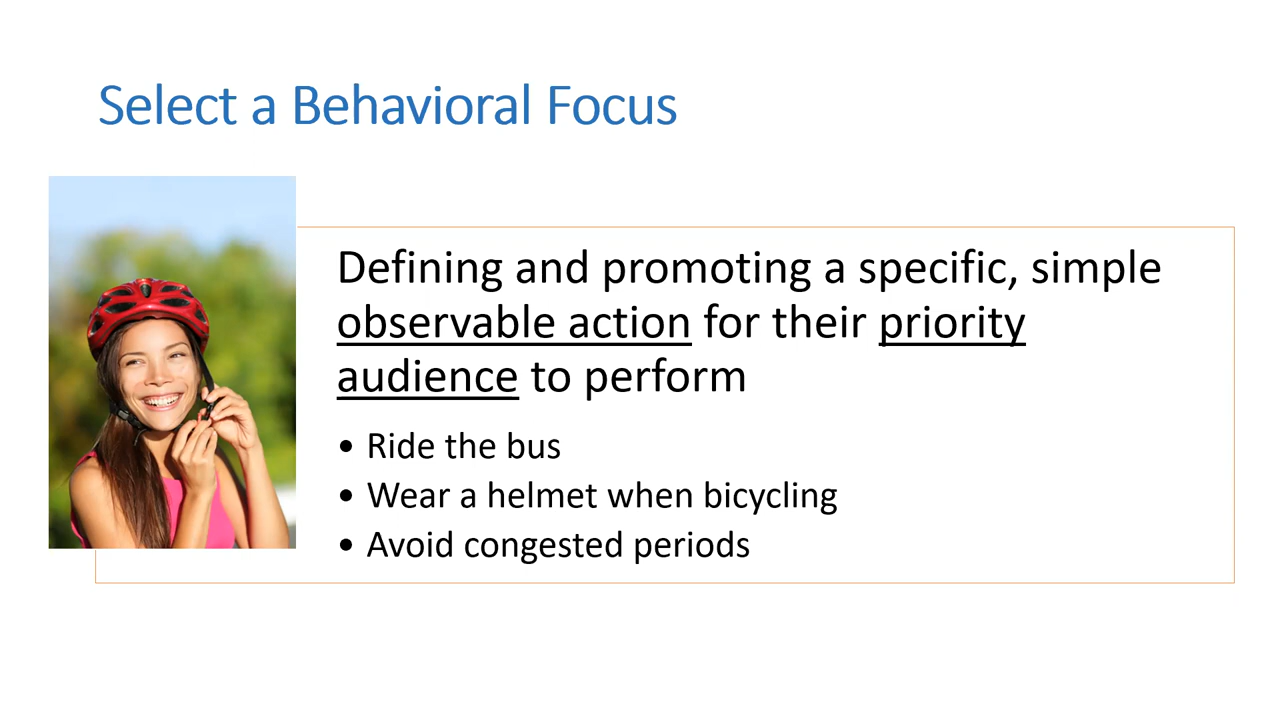 Select a Behavioral Focus
Defining and promoting a specific, simple
observable action for their priority
audience to perform
• Ride the bus
• Wear a helmet when bicycling
• Avoid congested periods